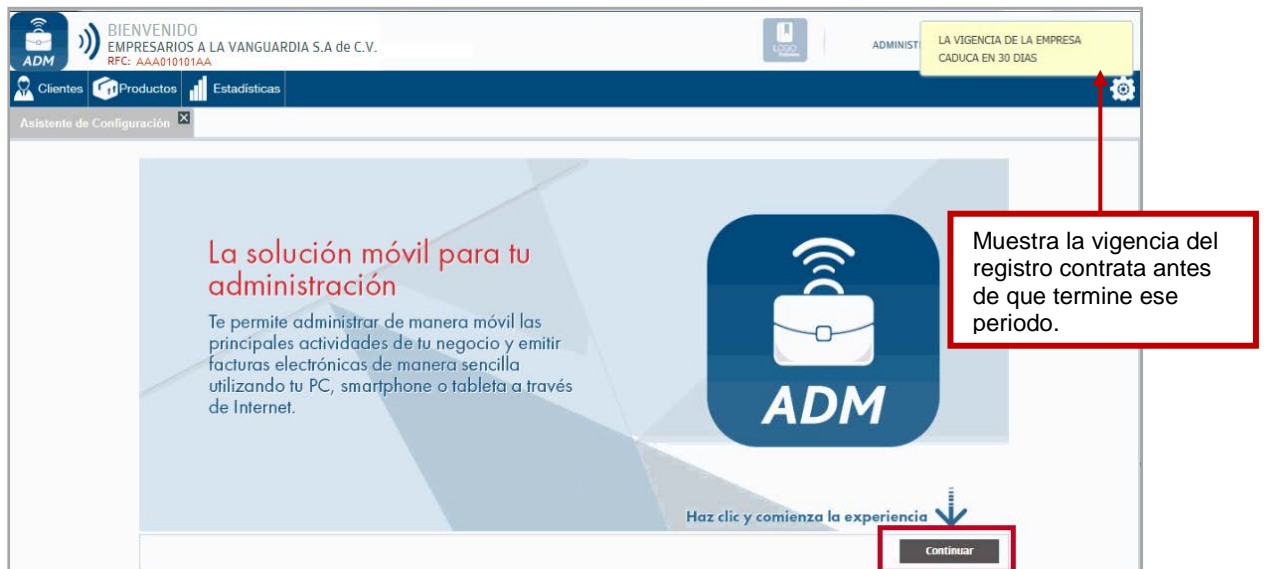 BIENVENIDO
EMPRESARIOS A LA VANGUARDIA S.A de C.V.
RFC: AAA010101AA
ADM
LOGO
ADMINIST
LA VIGENCIA DE LA EMPRESA
CADUCA EN 30 DIAS
Clientes Productos Estadísticas
Asistente de Configuración
La solución móvil para tu
administración
Te permite administrar de manera móvil las
principales actividades de tu negocio y emitir
facturas electrónicas de manera sencilla
utilizando tu PC, smartphone o tableta a través
de Internet.
ADM
Muestra la vigencia del
registro contrata antes
de que termine ese
periodo.
Haz clic y comienza la experiencia
Continuar